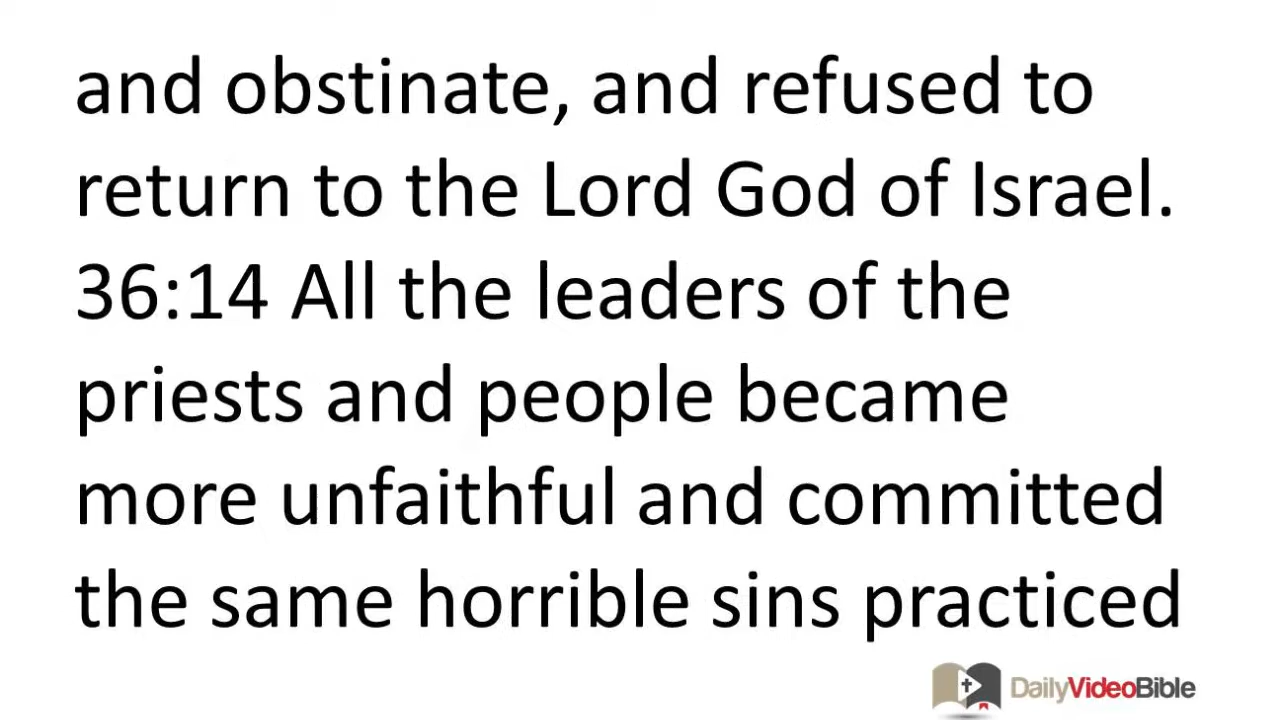 and obstinate, and refused to
return to the Lord God of Israel.
36:14 All the leaders of the
priests and people became
more unfaithful and committed
the same horrible sins practiced
DailyVideoBible